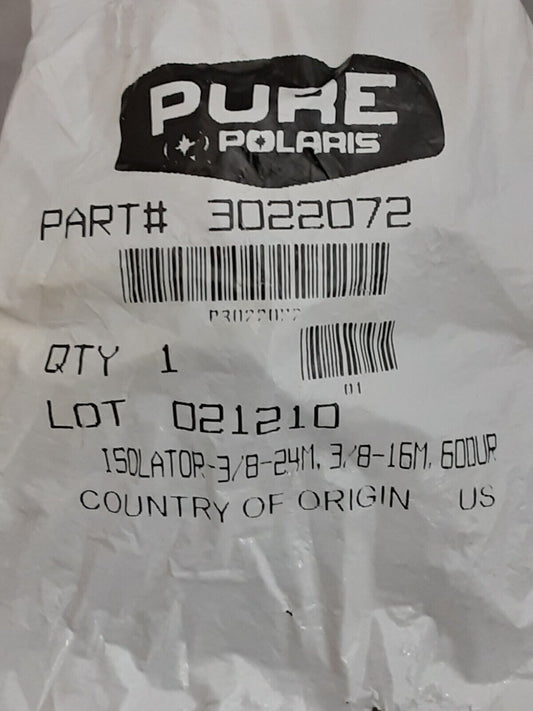 PURE
POLARIS
PART# 3022072
P3022072
QTY 1
01
LOT 021210
ISOLATOR-3/8-24M, 3/8-16M, 60DUR
COUNTRY OF ORIGIN US